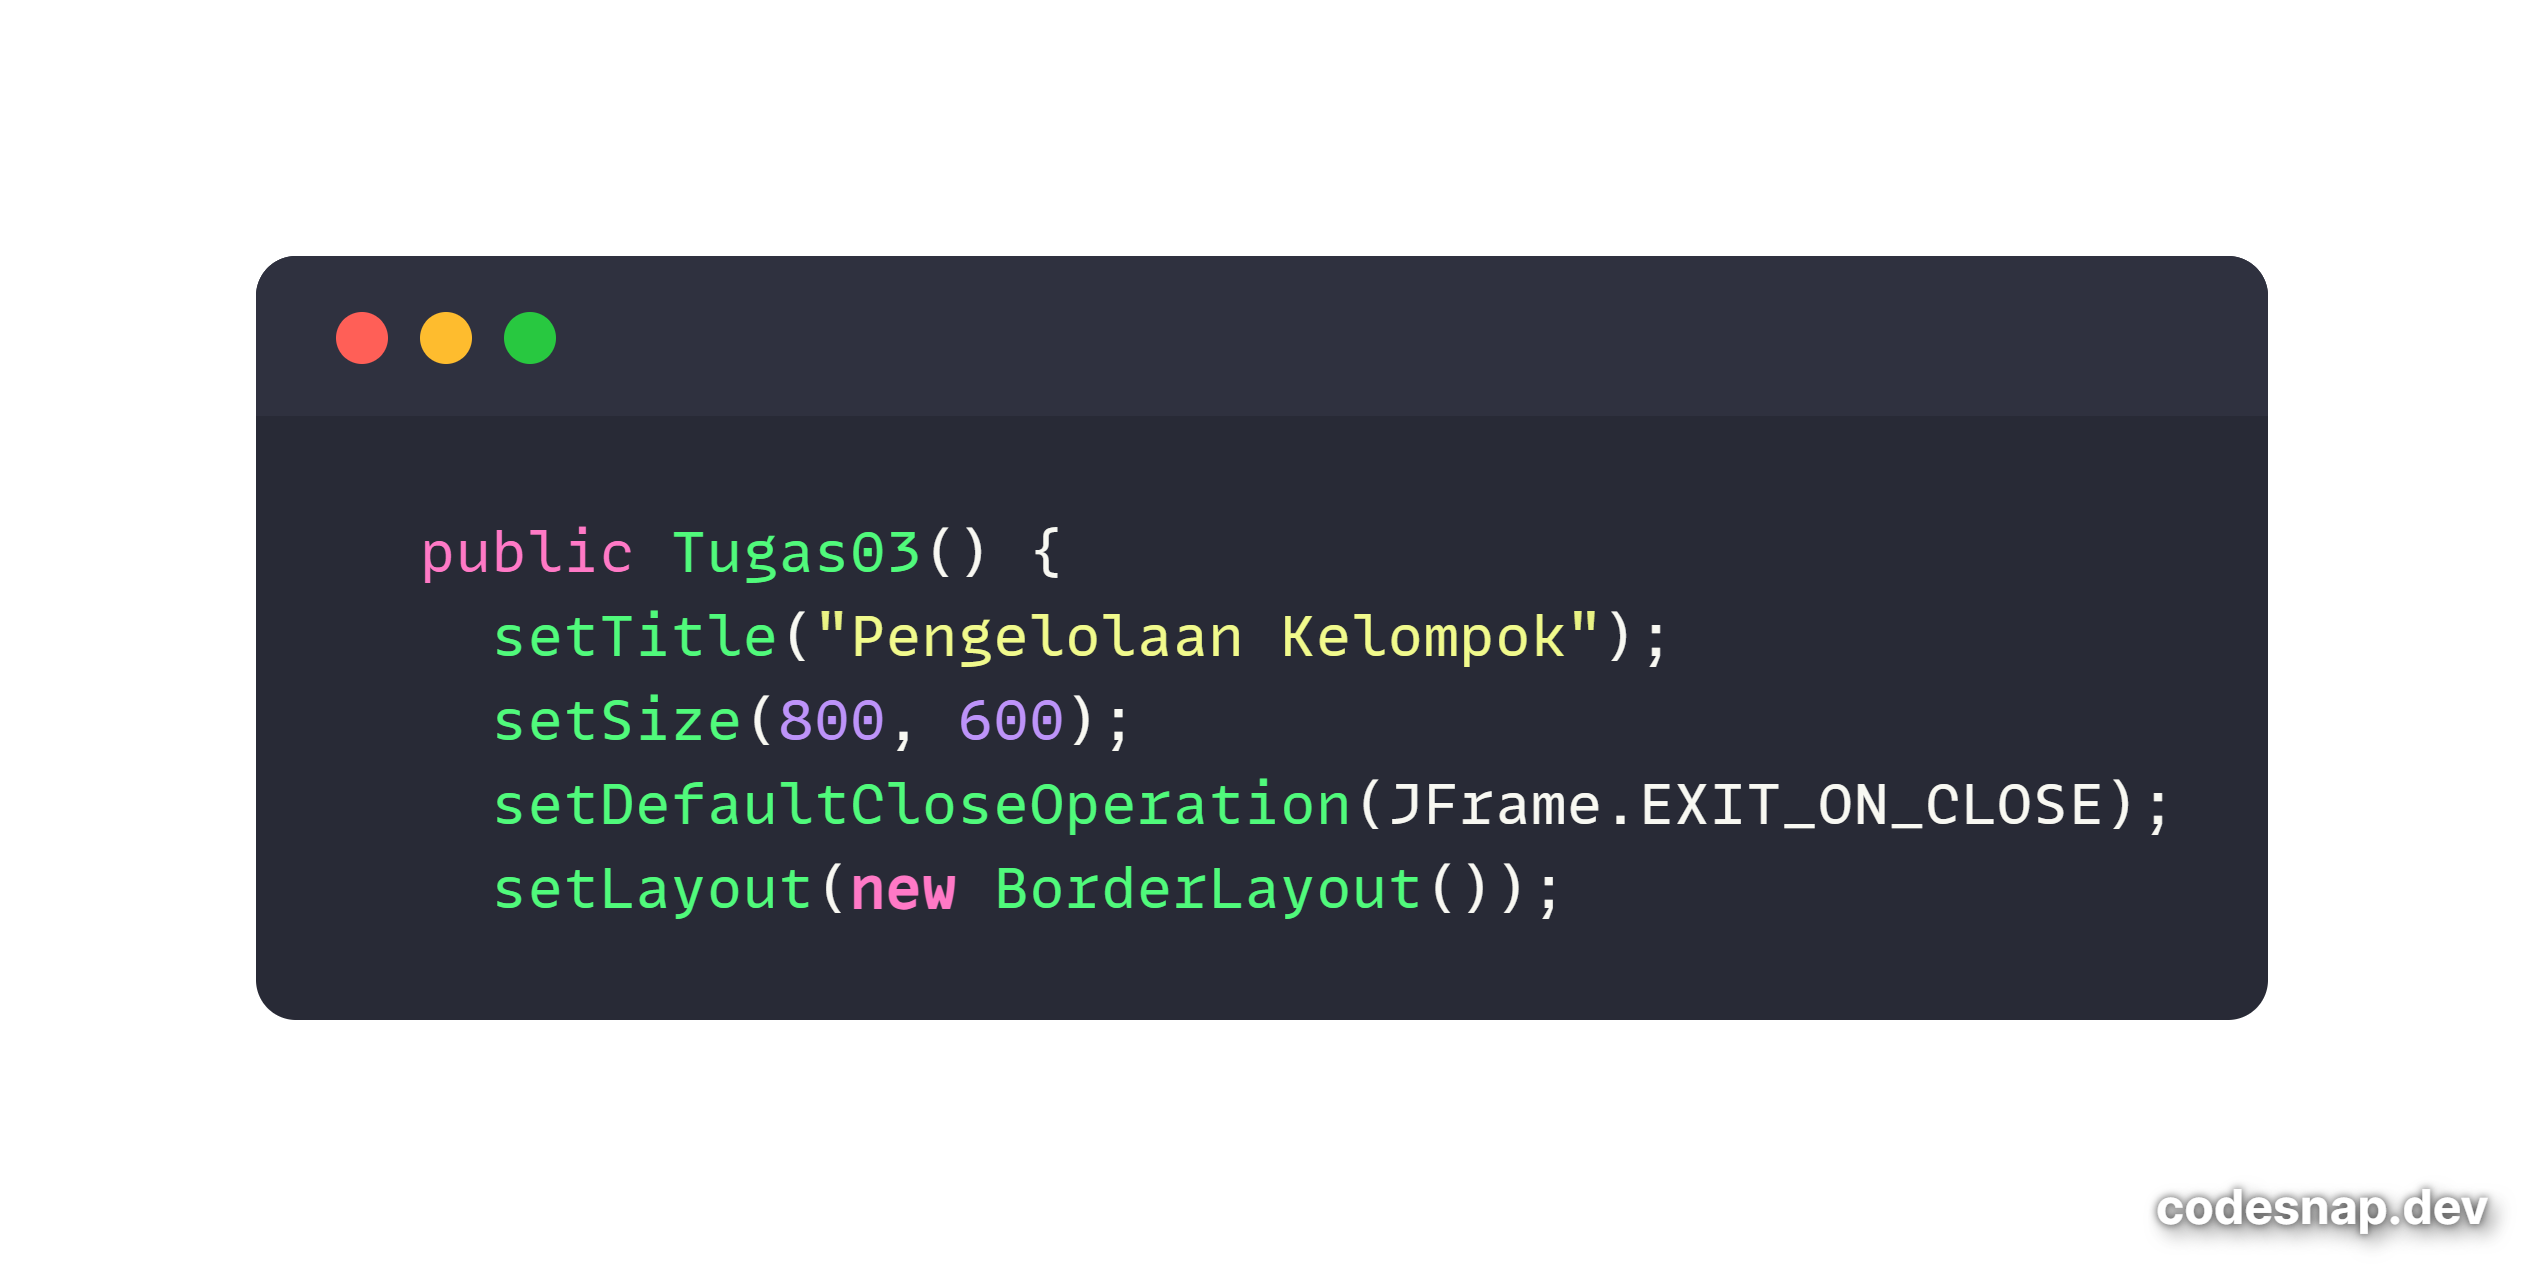 public Tugas03() {
  setTitle("Pengelolaan Kelompok");
  setSize(800, 600);
  setDefaultCloseOperation(JFrame.EXIT_ON_CLOSE);
  setLayout(new BorderLayout());
codesnap.dev